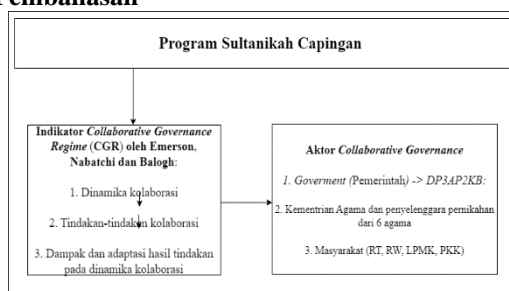 Pembahasan
Program Sultanikah Capingan
Indikator Collaborative Governance
Regime (CGR) oleh Emerson,
Nabatchi dan Balogh:
1. Dinamika kolaborasi
2. Tindakan-tindakan kolaborasi
3. Dampak dan adaptasi hasil tindakan
pada dinamika kolaborasi
Aktor Collaborative Governance
1. Goverment (Pemerintah) -> DP3AP2KB:
2. Kementrian Agama dan penyelenggara pernikahan
dari 6 agama
3. Masyarakat (RT, RW, LPMK, PKK)